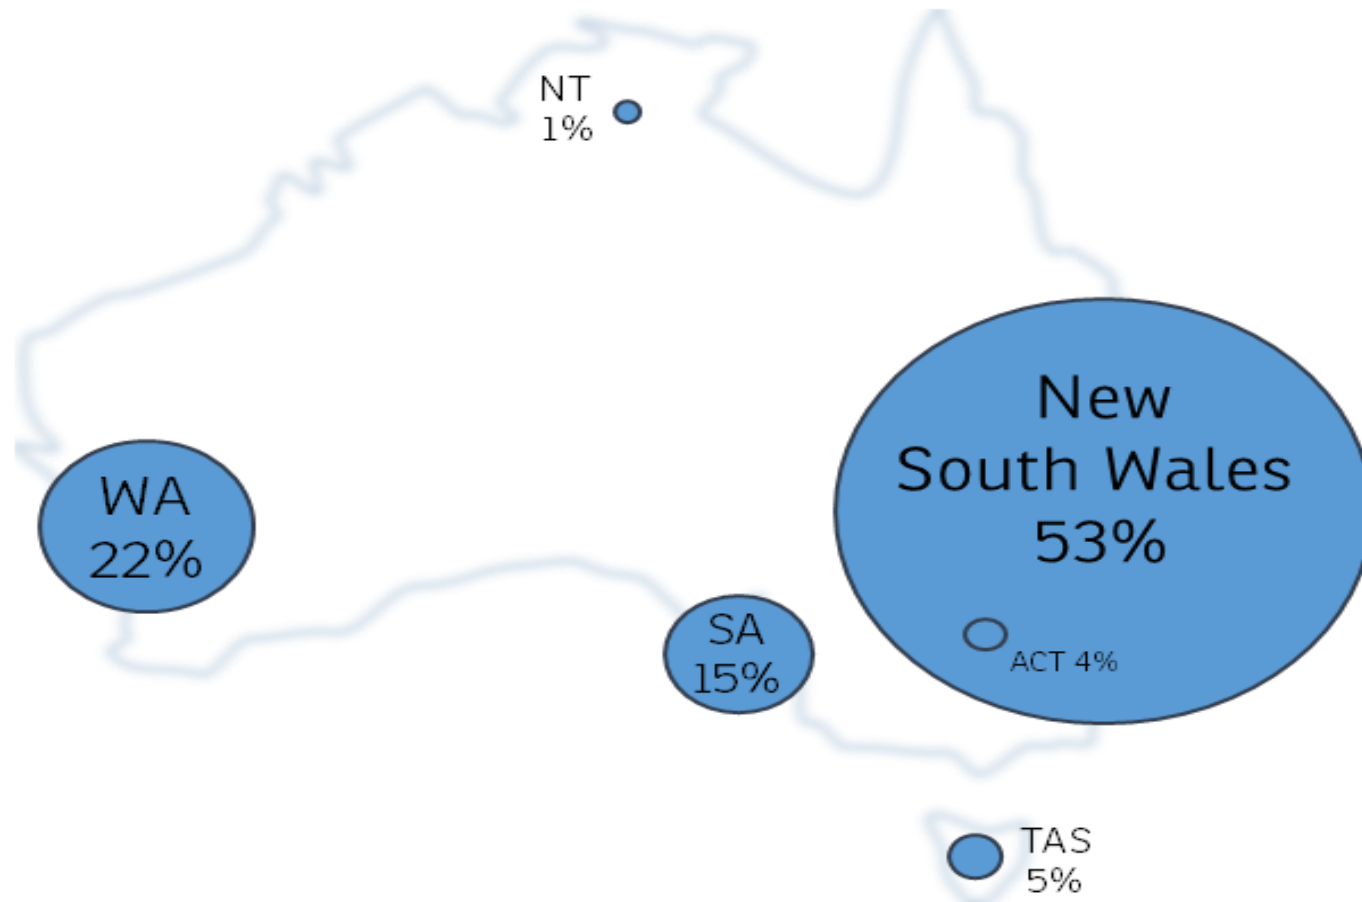 NT
1%
New
South Wales
53%
WA
22%
SA
15%
ACT 4%
TAS
5%